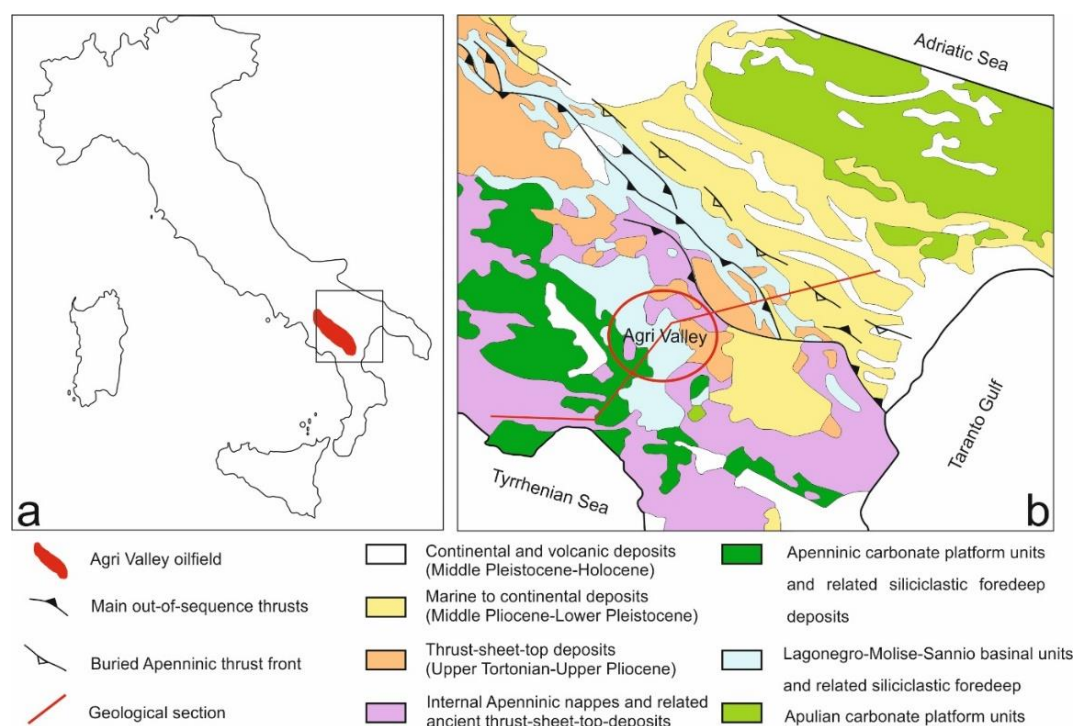 Adriatic Sea
Agri Valley
Taranto Gulf
Tyrrhenian Sea
a
b
Agri Valley oilfield
Main out-of-sequence thrusts
Buried Apenninic thrust front
Geological section
Continental and volcanic deposits
(Middle Pleistocene-Holocene)
Marine to continental deposits
(Middle Pliocene-Lower Pleistocene)
Thrust-sheet-top deposits
(Upper Tortonian-Upper Pliocene)
Internal Apenninic nappes and related
ancient thrust-sheet-top-deposits
Apenninic carbonate platform units
and related siliciclastic foredeep
deposits
Lagonegro-Molise-Sannio basinal units
and related siliciclastic foredeep
Apulian carbonate platform units